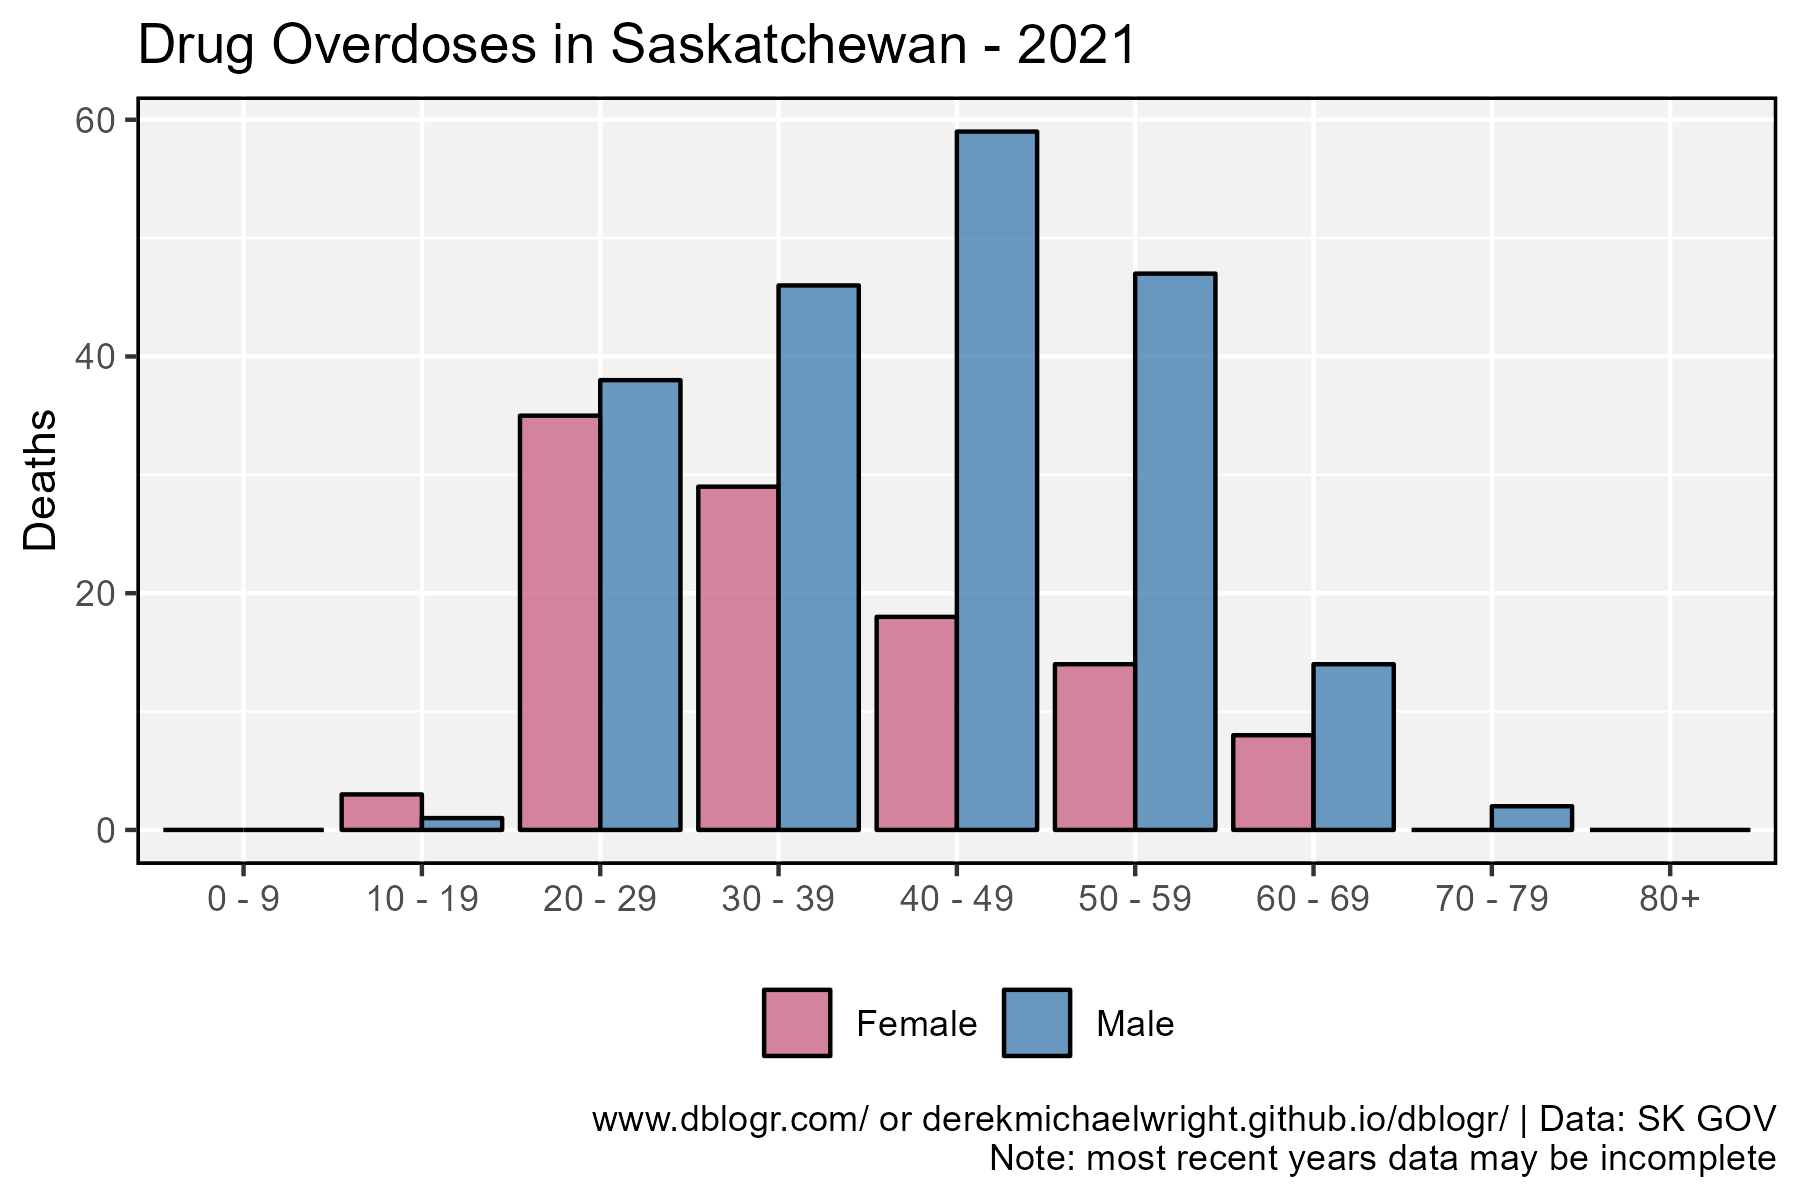 Drug Overdoses in Saskatchewan - 2021
60
40
20
0
Deaths
0 - 9
10 - 19
20 - 29
30 - 39
40 - 49
50 - 59
60 - 69
70 - 79
80+
Female
Male
www.dblogr.com/ or derekmichaelwright.github.io/dblogr/ | Data: SK GOV
Note: most recent years data may be incomplete